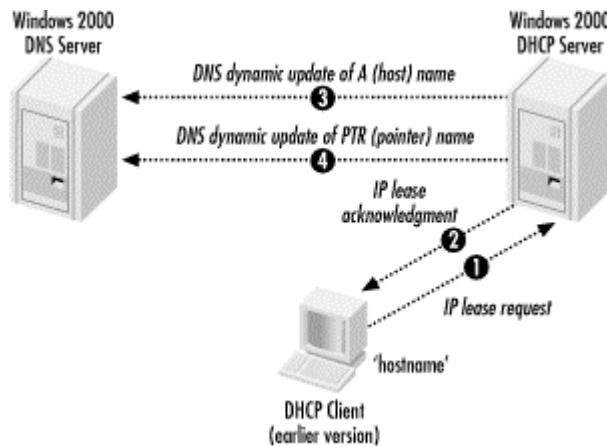 Windows 2000
DNS Server
Windows 2000
DHCP Server
DNS dynamic update of A (host) name
3
DNS dynamic update of PTR (pointer) name
4
IP lease
acknowledgment
2
1
IP lease request
'hostname'
DHCP Client
(earlier version)